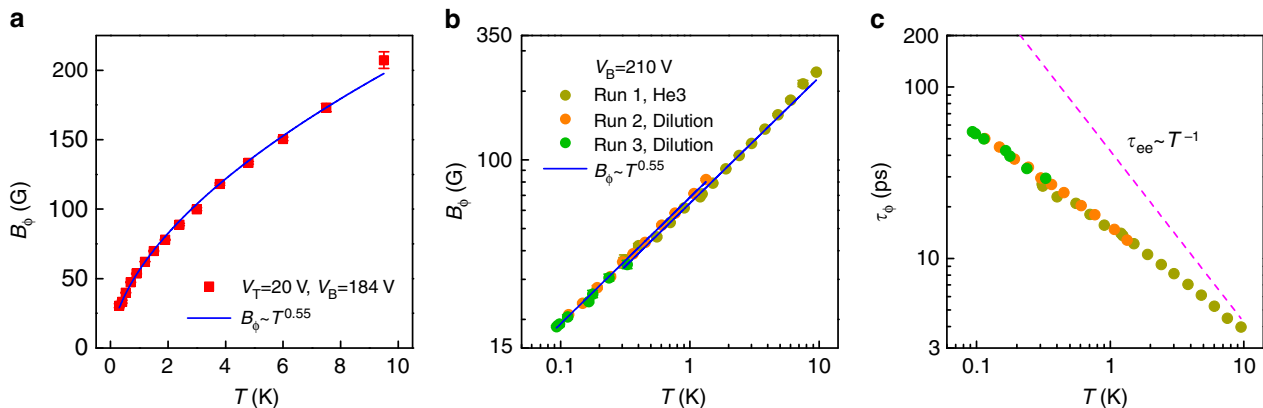 a
200
150
100
50
0
B_ϕ (G)
0
2
4
6
8
10
T (K)
V_T=20 V, V_B=184 V
B_ϕ~T^0.55
b
350
100
15
B_ϕ (G)
0.1
1
10
T (K)
V_B=210 V
Run 1, He3
Run 2, Dilution
Run 3, Dilution
B_ϕ~T^0.55
c
200
100
10
3
τ_ϕ (ps)
0.1
1
10
T (K)
τ_ee~T^−1